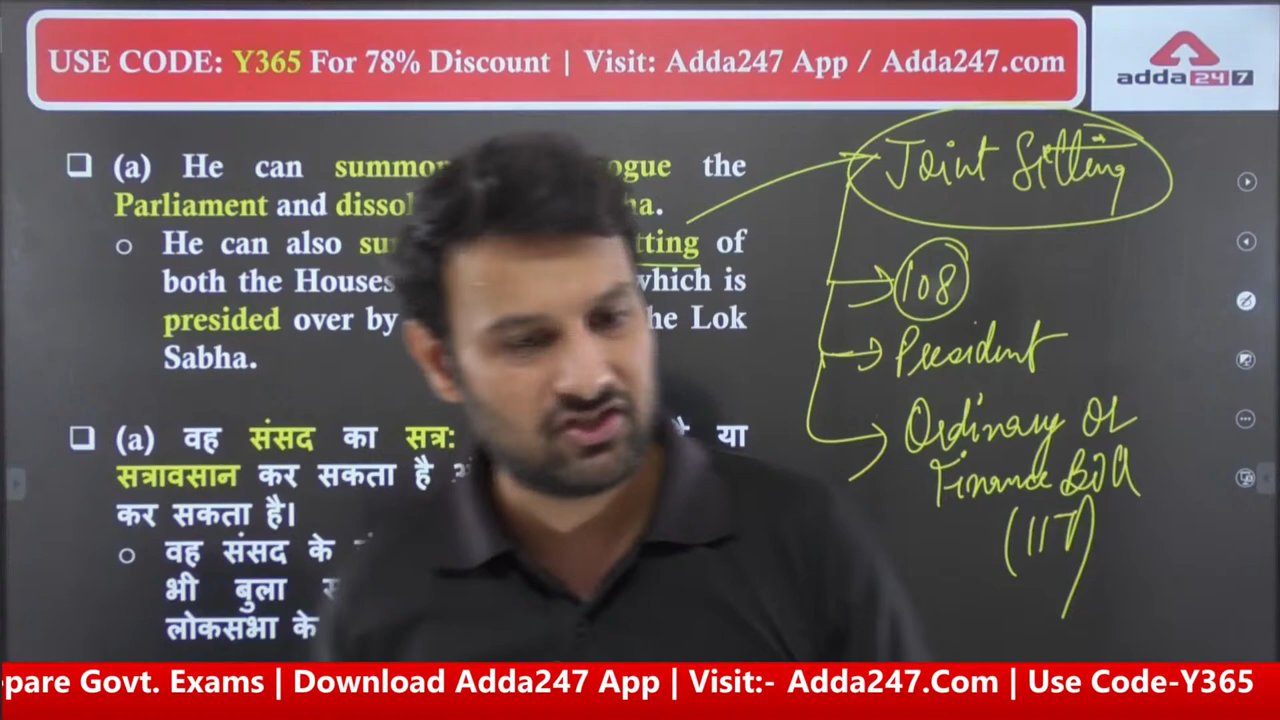 USE CODE: Y365 For 78% Discount | Visit: Adda247 App / Adda247.com
adda247
❑ (a) He can summon ogue the
Parliament and dissol a.
o He can also su tting of
both the Houses which is
presided over by he Lok
Sabha.
❑ (a) वह संसद का सत्र: है या
सत्रावसान कर सकता है
कर सकता है।
o वह संसद के
भी बुला
लोकसभा के
Joint Sitting
108
President
Ordinary or
Finance Bill
(117)
pare Govt. Exams | Download Adda247 App | Visit:- Adda247.Com | Use Code-Y365